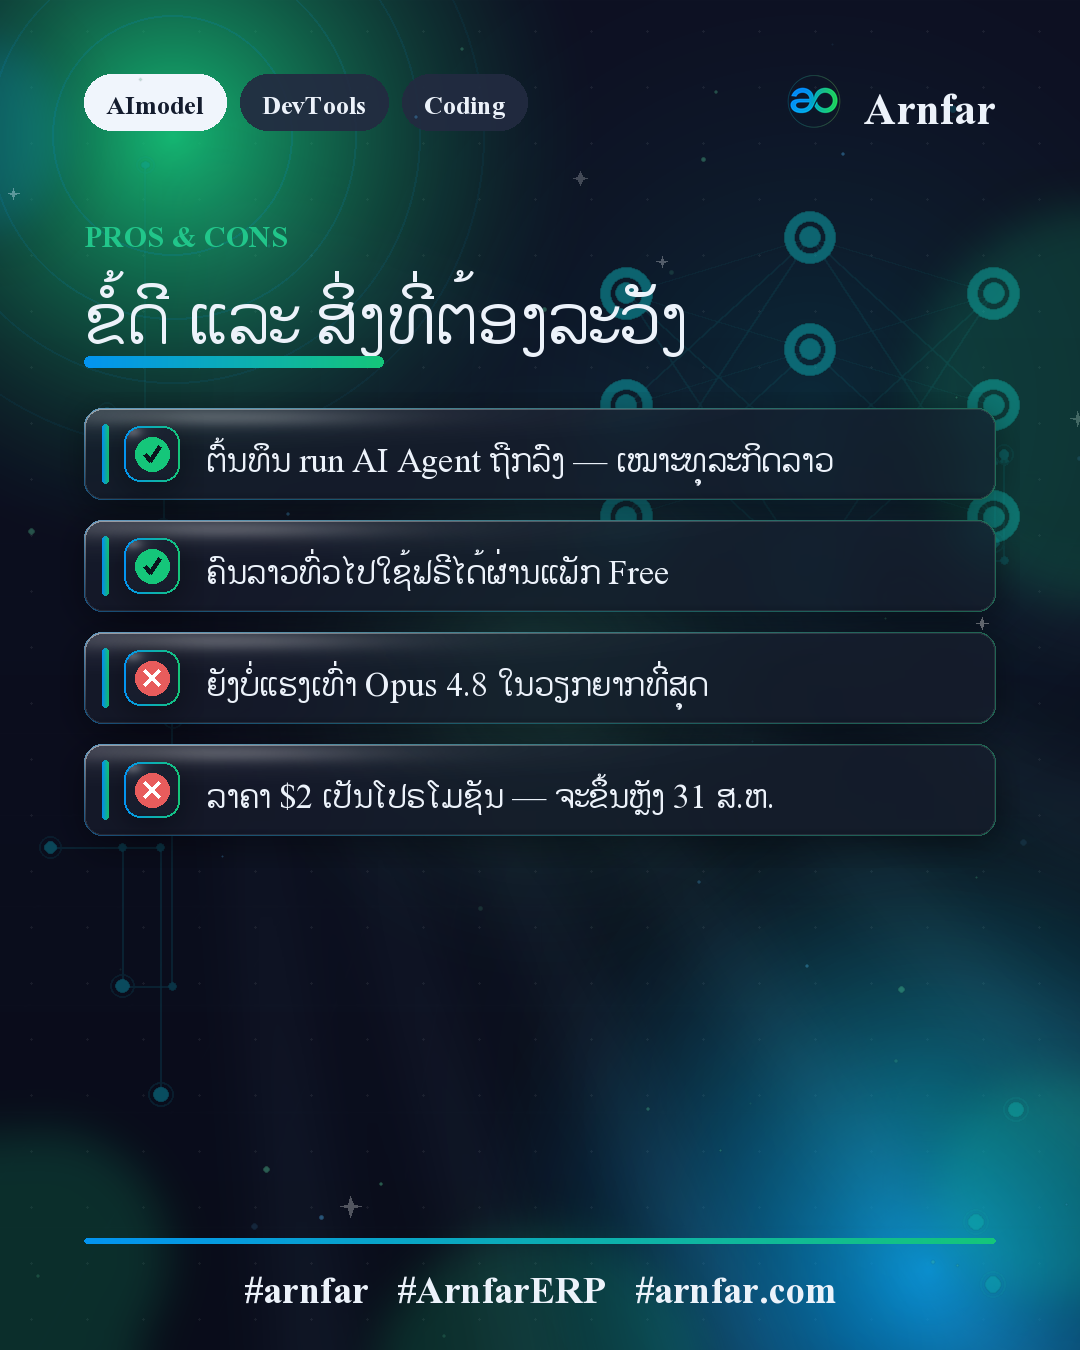 AImodel DevTools Coding
Arnfar
PROS & CONS
ຂໍ້ດີ ແລະ ສິ່ງທີ່ຕ້ອງລະວັງ
ຕົ້ນທຶນ run AI Agent ຖືກລົງ — ເໝາະທຸລະກິດລາວ
ຄົນລາວທົ່ວໄປໃຊ້ຟຣີໄດ້ຜ່ານແພັກ Free
ຍັງບໍ່ແຮງເທົ່າ Opus 4.8 ໃນວຽກຍາກທີ່ສຸດ
ລາຄາ $2 ເປັນໂປຣໂມຊັນ — ຈະຂຶ້ນຫຼັງ 31 ສ.ຫ.
#arnfar #ArnfarERP #arnfar.com